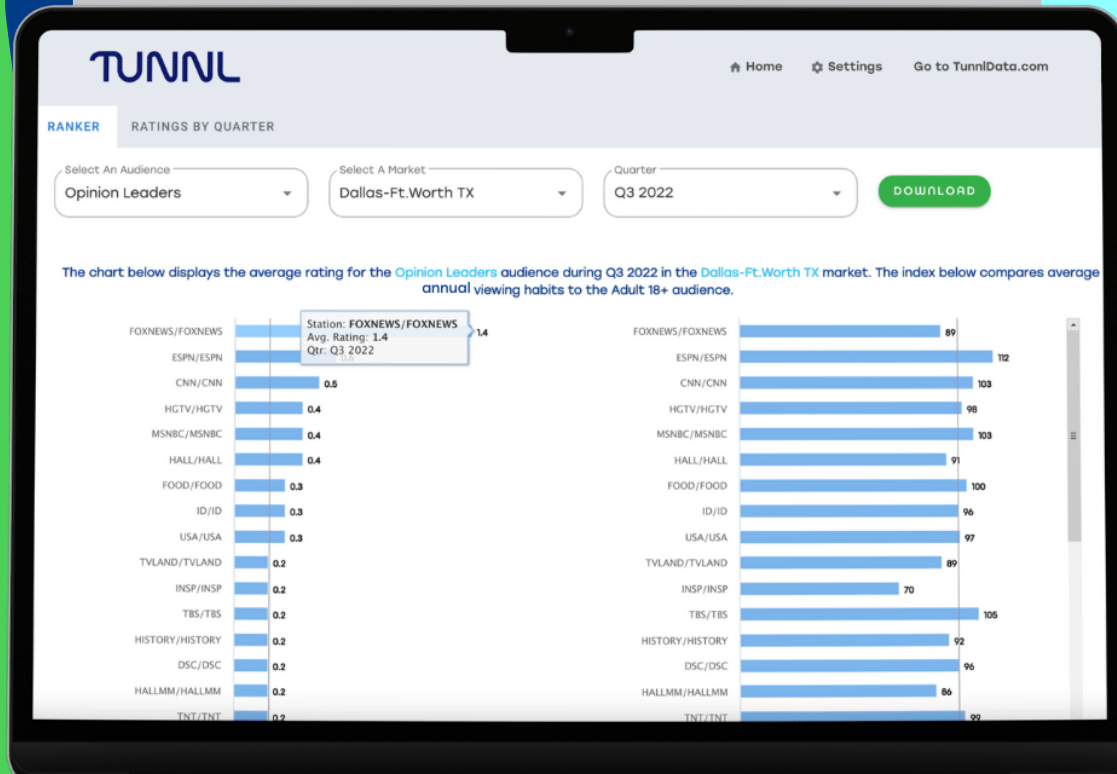 TUNNL
Home Settings Go to TunnlData.com
RANKER RATINGS BY QUARTER
Select An Audience Select A Market Quarter
Opinion Leaders Dallas-Ft.Worth TX Q3 2022 DOWNLOAD
The chart below displays the average rating for the Opinion Leaders audience during Q3 2022 in the Dallas-Ft.Worth TX market. The index below compares average
annual viewing habits to the Adult 18+ audience.
Station: FOXNEWS/FOXNEWS
Avg. Rating: 1.4
Qtr: Q3 2022
FOXNEWS/FOXNEWS 1.4
ESPN/ESPN
CNN/CNN 0.5
HGTV/HGTV 0.4
MSNBC/MSNBC 0.4
HALL/HALL 0.4
FOOD/FOOD 0.3
ID/ID 0.3
USA/USA 0.3
TVLAND/TVLAND 0.2
INSP/INSP 0.2
TBS/TBS 0.2
HISTORY/HISTORY 0.2
DSC/DSC 0.2
HALLMM/HALLMM 0.2
TNT/TNT 0.2
FOXNEWS/FOXNEWS 89
ESPN/ESPN 112
CNN/CNN 103
HGTV/HGTV 98
MSNBC/MSNBC 103
HALL/HALL 91
FOOD/FOOD 100
ID/ID 96
USA/USA 97
TVLAND/TVLAND 89
INSP/INSP 70
TBS/TBS 105
HISTORY/HISTORY 92
DSC/DSC 96
HALLMM/HALLMM 86
TNT/TNT 99